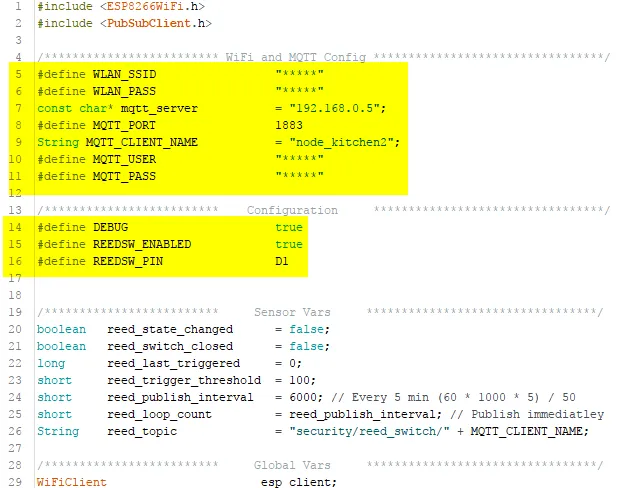 1 #include <ESP8266WiFi.h>
2 #include <PubSubClient.h>
3
4 /************************* WiFi and MQTT Config *********************************/
5 #define WLAN_SSID "*****"
6 #define WLAN_PASS "*****"
7 const char* mqtt_server = "192.168.0.5";
8 #define MQTT_PORT 1883
9 String MQTT_CLIENT_NAME = "node_kitchen2";
10 #define MQTT_USER "*****"
11 #define MQTT_PASS "*****"
12
13 /************************* Configuration *********************************/
14 #define DEBUG true
15 #define REEDSW_ENABLED true
16 #define REEDSW_PIN D1
17
18
19 /************************* Sensor Vars *********************************/
20 boolean reed_state_changed = false;
21 boolean reed_switch_closed = false;
22 long reed_last_triggered = 0;
23 short reed_trigger_threshold = 100;
24 short reed_publish_interval = 6000; // Every 5 min (60 * 1000 * 5) / 50
25 short reed_loop_count = reed_publish_interval; // Publish immediatley
26 String reed_topic = "security/reed_switch/" + MQTT_CLIENT_NAME;
27
28 /************************* Global Vars *********************************/
29 WiFiClient esp_client;